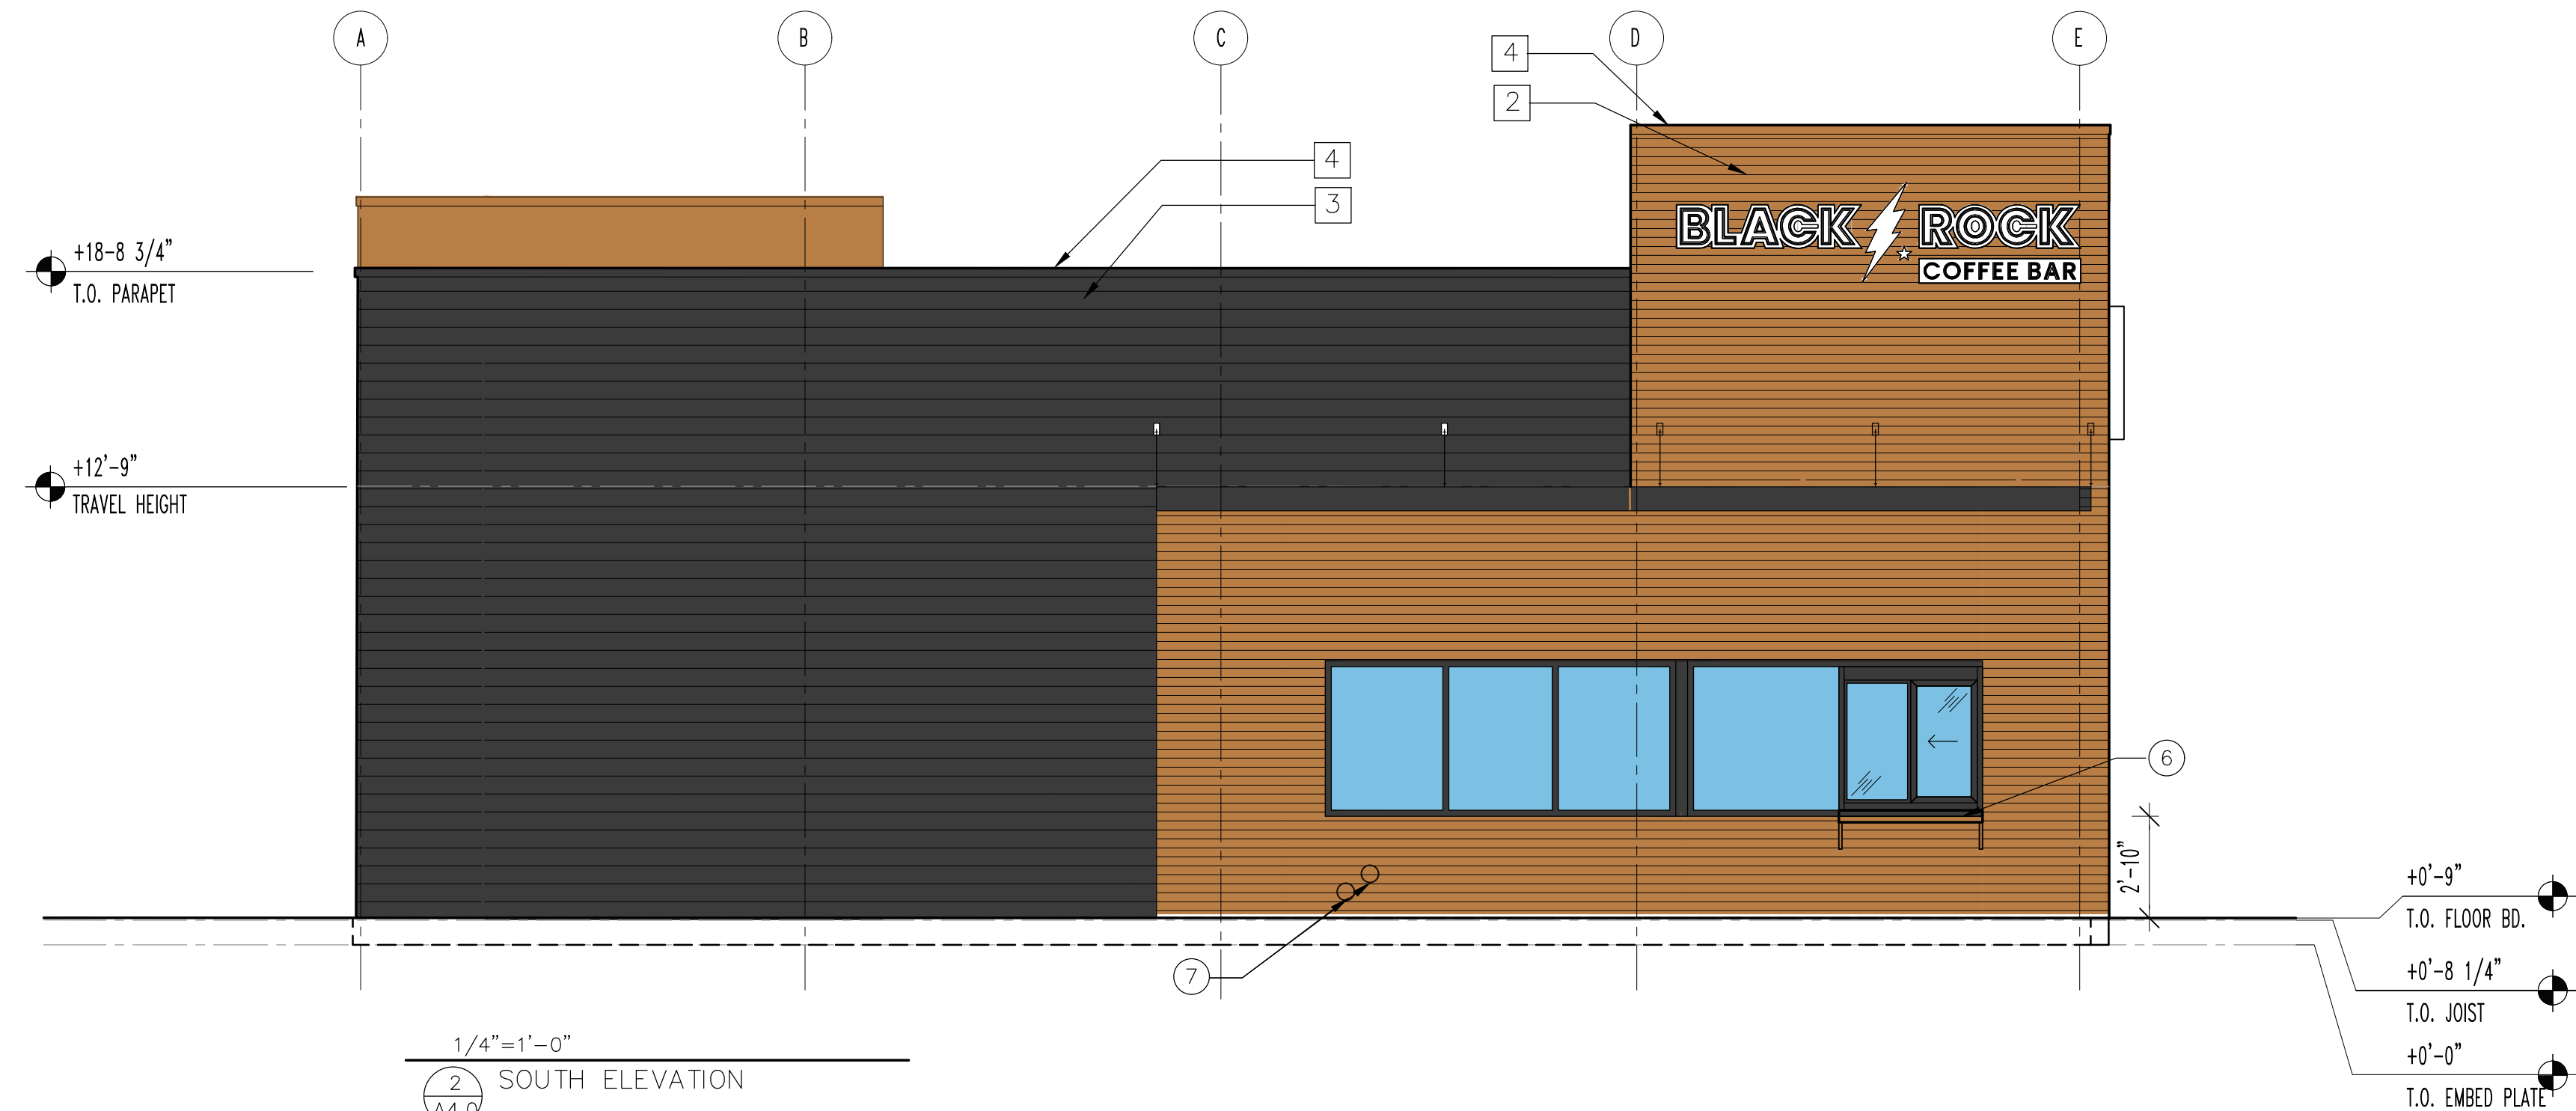 A B C D E
4
2
4
3
BLACK ROCK
COFFEE BAR
+18-8 3/4"
T.O. PARAPET
+12'-9"
TRAVEL HEIGHT
6
2'-10"
7
+0'-9"
T.O. FLOOR BD.
+0'-8 1/4"
T.O. JOIST
+0'-0"
T.O. EMBED PLATE
1/4"=1'-0"
2 SOUTH ELEVATION
A4.0